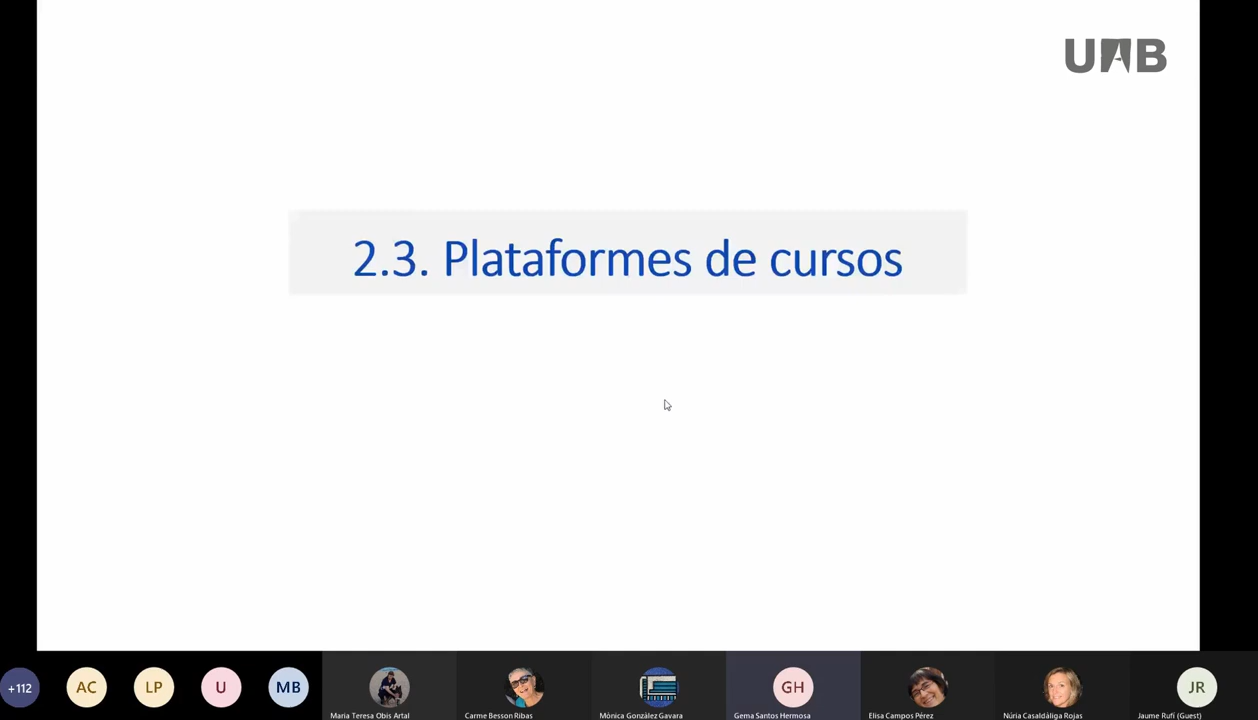 UAB
2.3. Plataformes de cursos
+112
AC
LP
U
MB
GH
JR
Maria Teresa Obis Artal
Carme Besson Ribas
Mònica González Gavara
Gema Santos Hermosa
Elisa Campos Pérez
Núria Casaldàliga Rojas
Jaume Rufí (Guest)